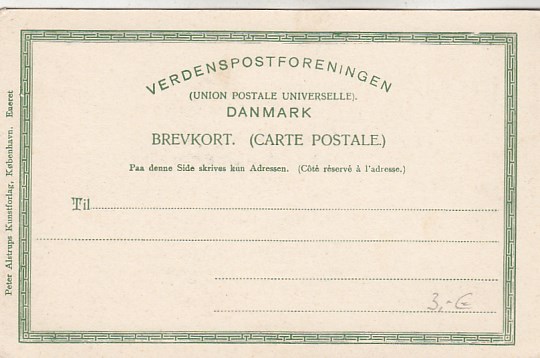 VERDENSPOSTFORENINGEN
(UNION POSTALE UNIVERSELLE).
DANMARK
BREVKORT. (CARTE POSTALE.)
Paa denne Side skrives kun Adressen. (Côté réservé à l'adresse.)
Til
3,- €
Peter Alstrups Kunstforlag, København. Eneret